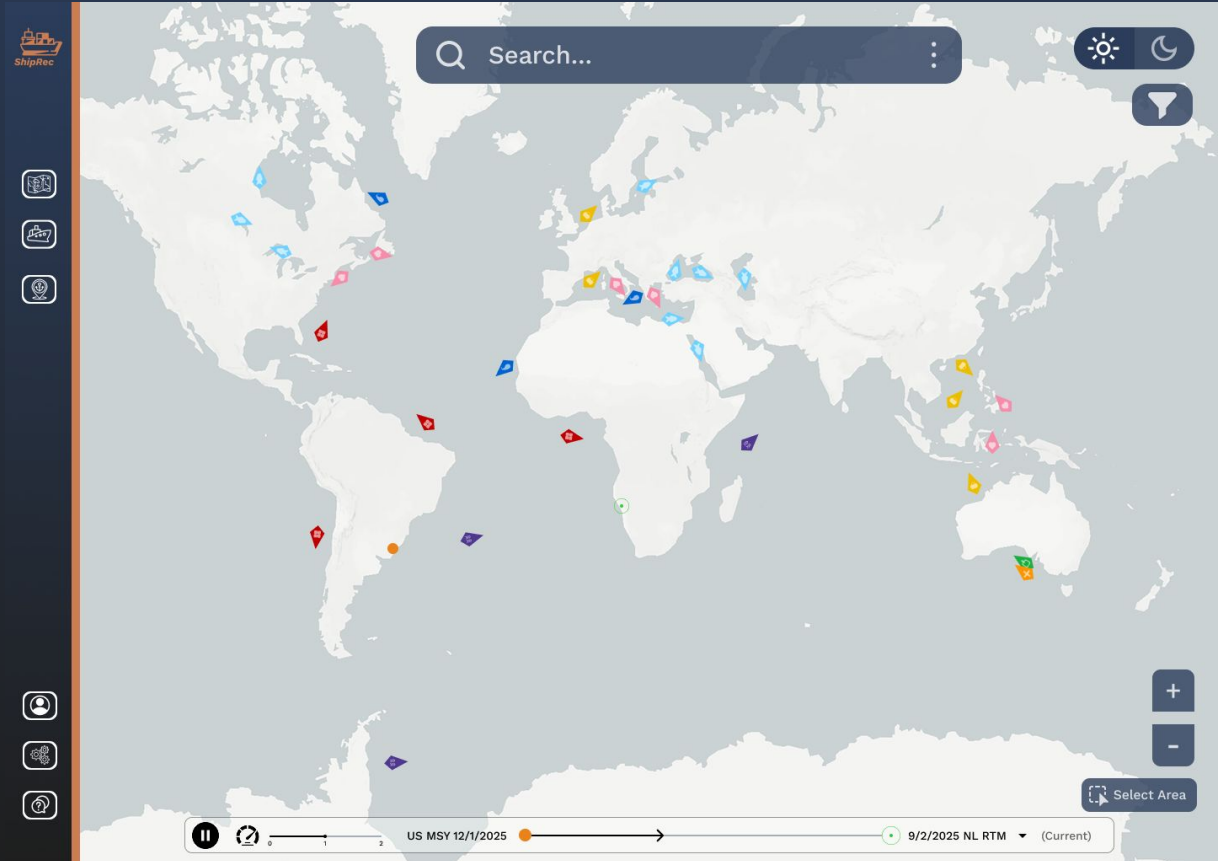 Search...
ShipRec
+
-
Select Area
US MSY 12/1/2025
9/2/2025 NL RTM
(Current)
0
1
2